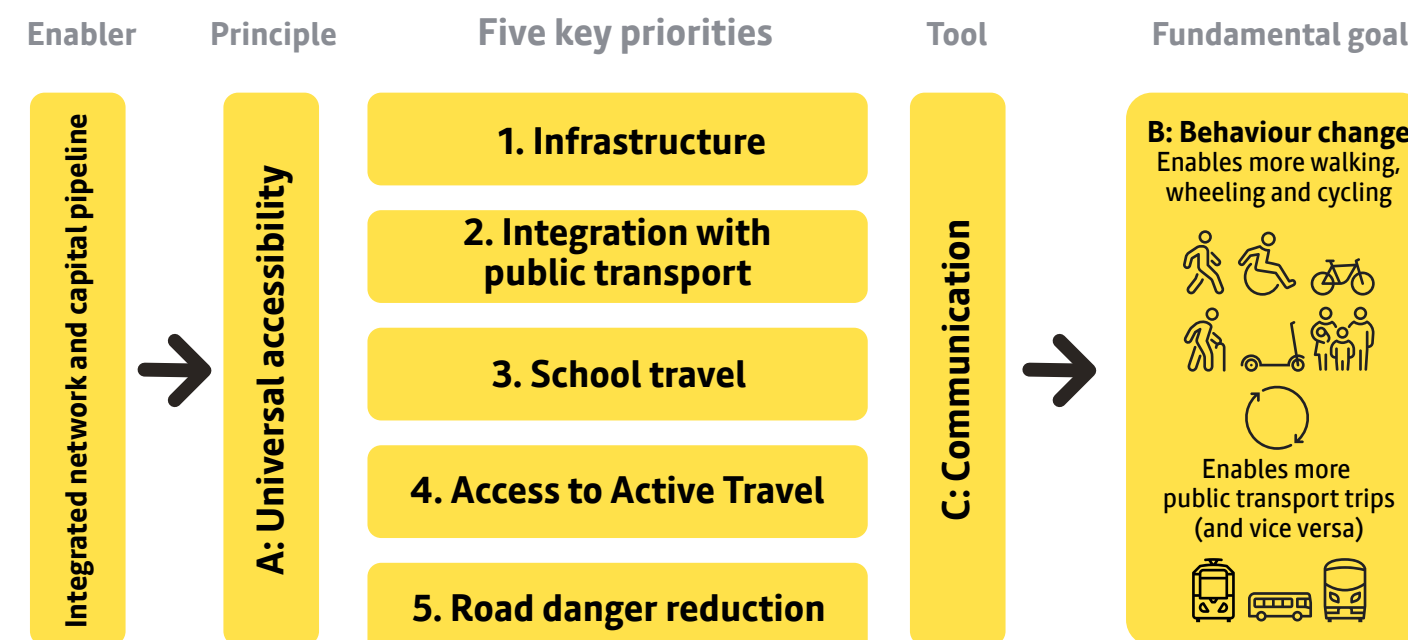 Enabler
Principle
Five key priorities
Tool
Fundamental goal
Integrated network and capital pipeline
A: Universal accessibility
1. Infrastructure
2. Integration with
public transport
3. School travel
4. Access to Active Travel
5. Road danger reduction
C: Communication
B: Behaviour change
Enables more walking,
wheeling and cycling
Enables more
public transport trips
(and vice versa)